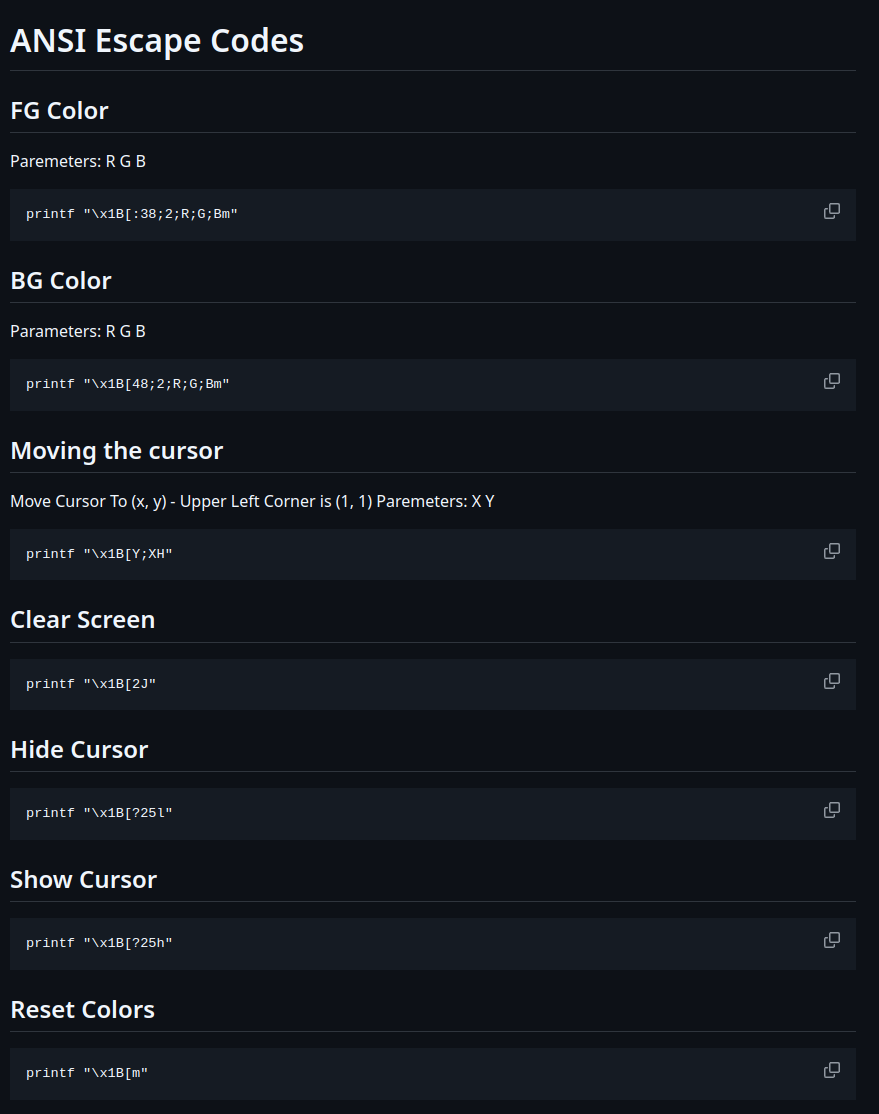 ANSI Escape Codes
FG Color
Paremeters: R G B
printf "\x1B[:38;2;R;G;Bm"
BG Color
Parameters: R G B
printf "\x1B[48;2;R;G;Bm"
Moving the cursor
Move Cursor To (x, y) - Upper Left Corner is (1, 1) Paremeters: X Y
printf "\x1B[Y;XH"
Clear Screen
printf "\x1B[2J"
Hide Cursor
printf "\x1B[?25l"
Show Cursor
printf "\x1B[?25h"
Reset Colors
printf "\x1B[m"